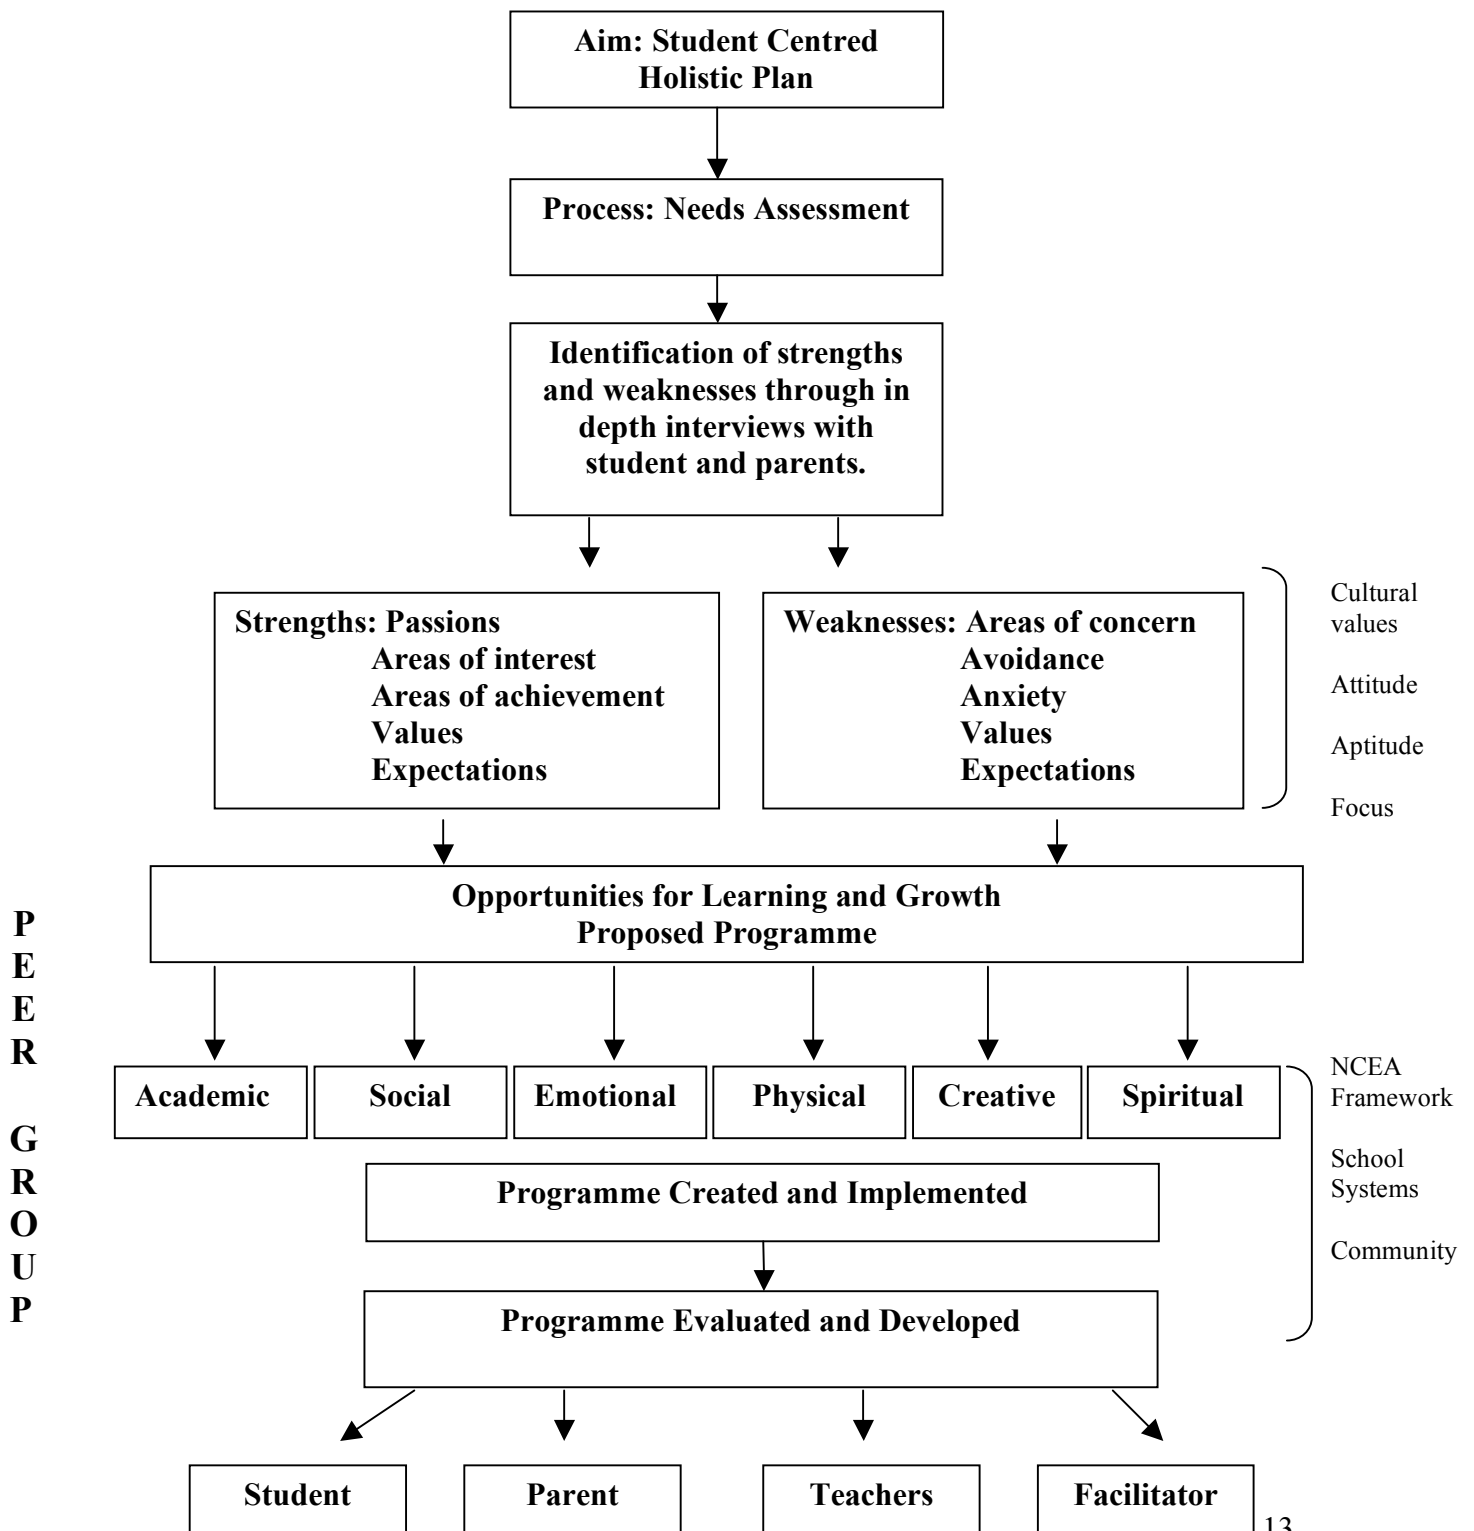 Aim: Student Centred
Holistic Plan
Process: Needs Assessment
Identification of strengths
and weaknesses through in
depth interviews with
student and parents.
Strengths: Passions
Areas of interest
Areas of achievement
Values
Expectations
Weaknesses: Areas of concern
Avoidance
Anxiety
Values
Expectations
Cultural
values
Attitude
Aptitude
Focus
Opportunities for Learning and Growth
Proposed Programme
PEER GROUP
Academic
Social
Emotional
Physical
Creative
Spiritual
NCEA
Framework
School
Systems
Community
Programme Created and Implemented
Programme Evaluated and Developed
Student
Parent
Teachers
Facilitator
13